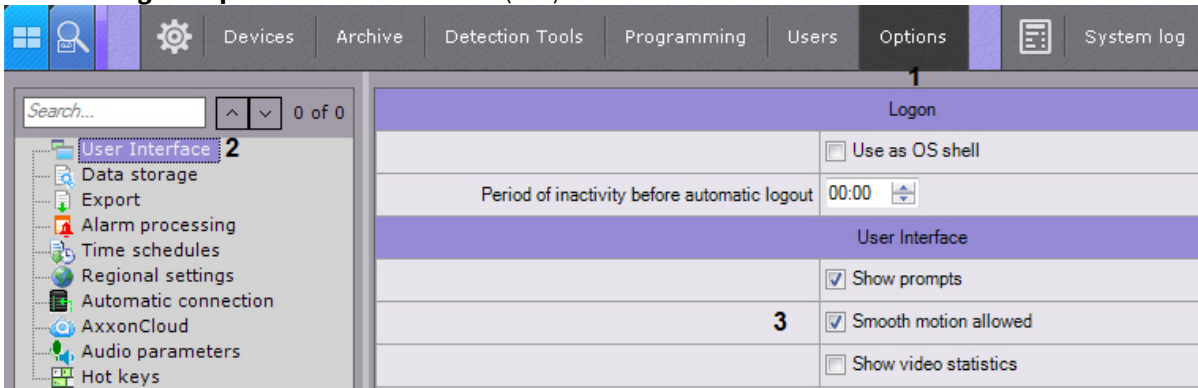 Devices Archive Detection Tools Programming Users Options System log
1
Search... 0 of 0
User Interface 2
Data storage
Export
Alarm processing
Time schedules
Regional settings
Automatic connection
AxxonCloud
Audio parameters
Hot keys
Logon
Use as OS shell
Period of inactivity before automatic logout 00:00
User Interface
Show prompts
3 Smooth motion allowed
Show video statistics